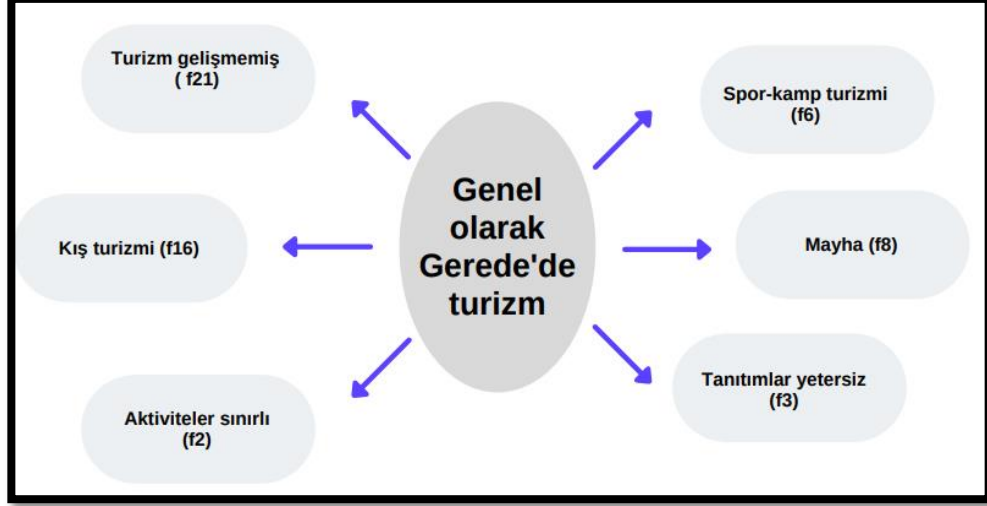 Turizm gelişmemiş
( f21)
Spor-kamp turizmi
(f6)
Genel
olarak
Gerede'de
turizm
Kış turizmi (f16)
Mayha (f8)
Aktiviteler sınırlı
(f2)
Tanıtımlar yetersiz
(f3)